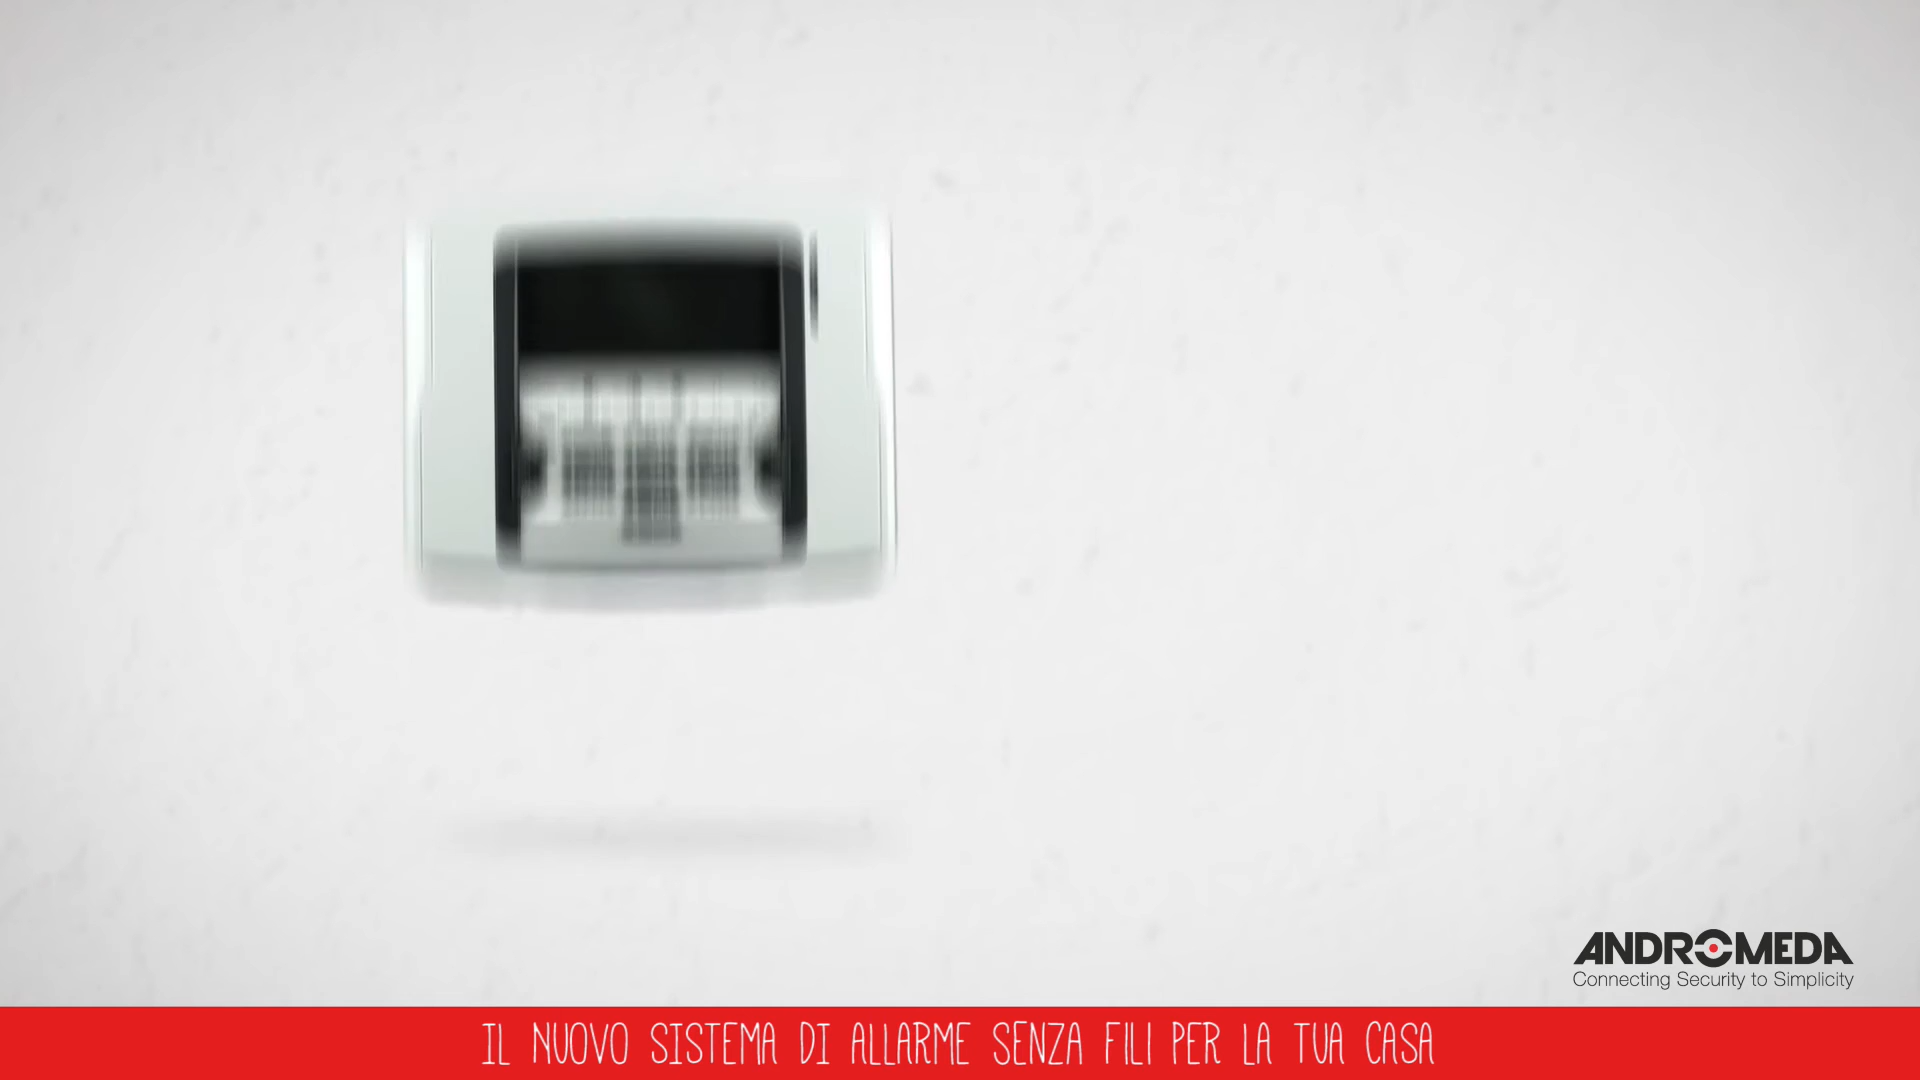 ANDROMEDA
Connecting Security to Simplicity
IL NUOVO SISTEMA DI ALLARME SENZA FILI PER LA TUA CASA